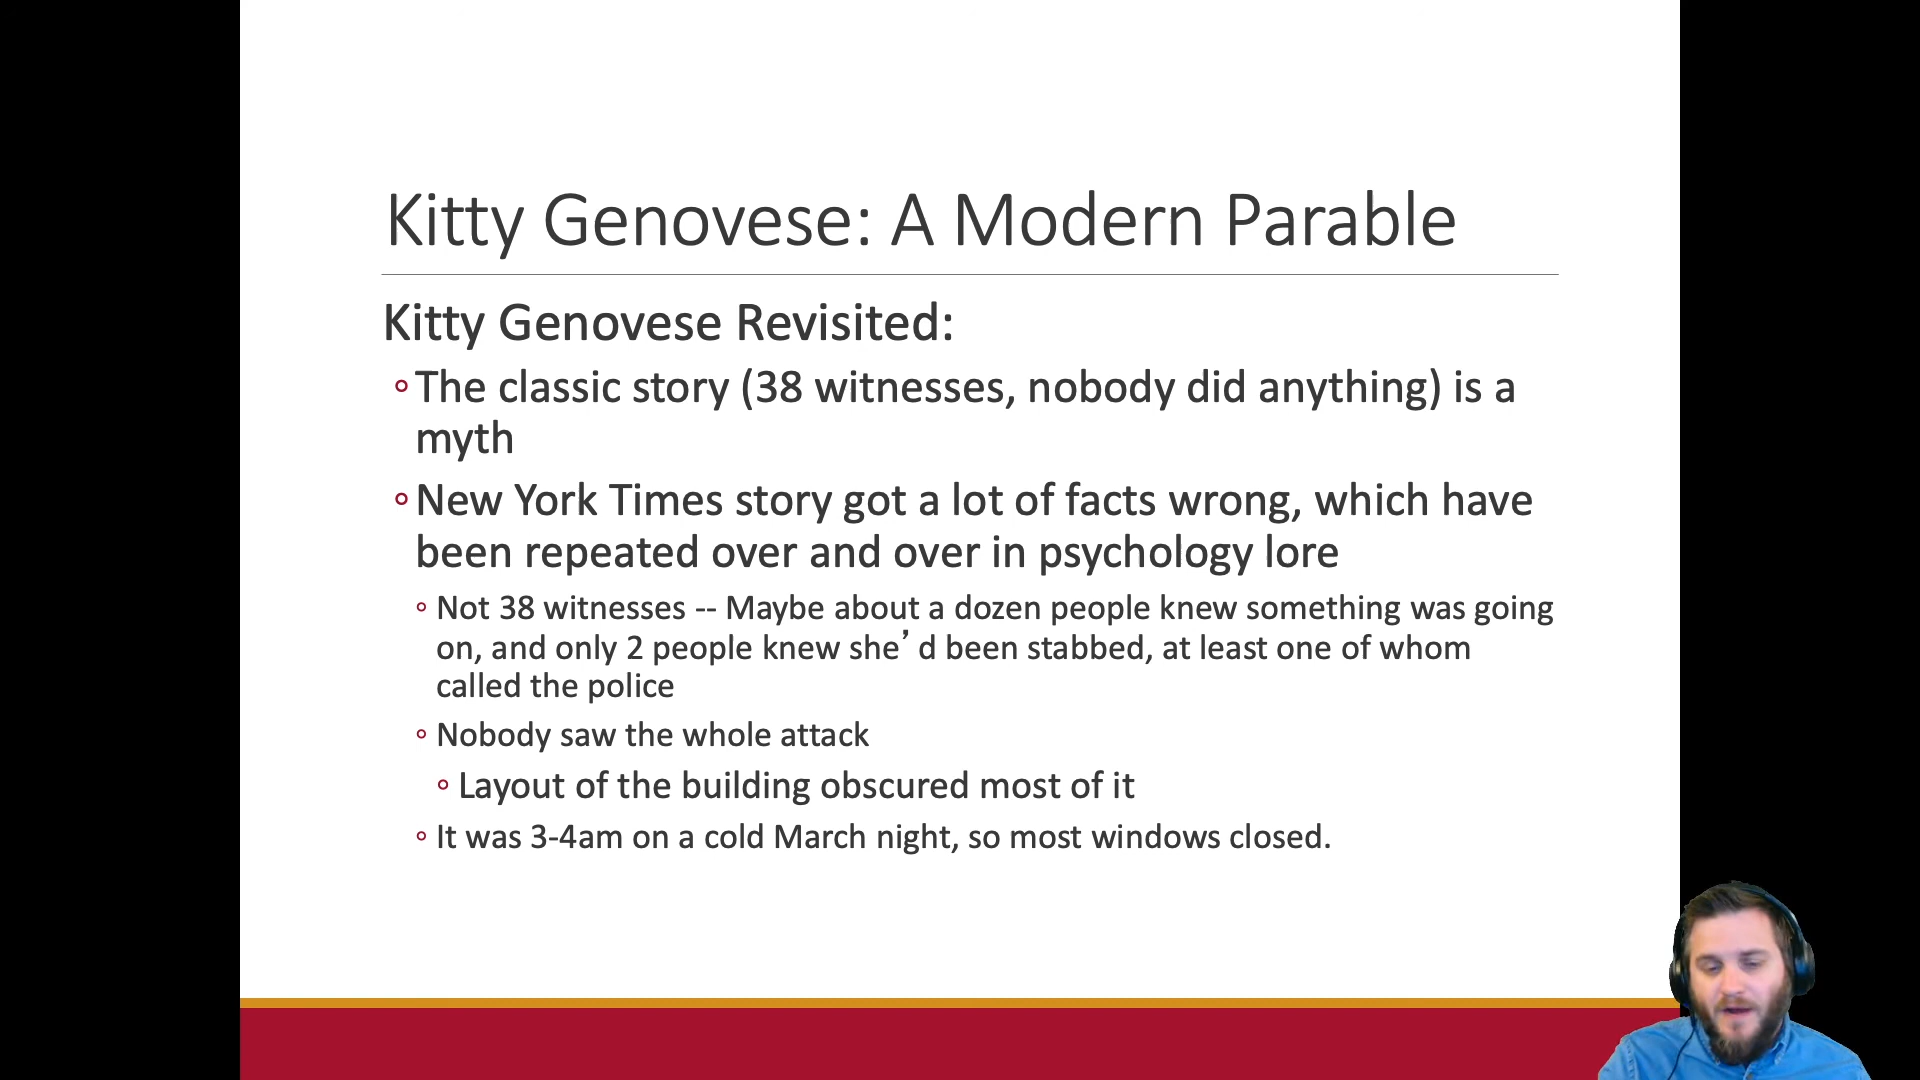 Kitty Genovese: A Modern Parable
Kitty Genovese Revisited:
◦The classic story (38 witnesses, nobody did anything) is a
myth
◦New York Times story got a lot of facts wrong, which have
been repeated over and over in psychology lore
◦Not 38 witnesses -- Maybe about a dozen people knew something was going
on, and only 2 people knew she’ d been stabbed, at least one of whom
called the police
◦Nobody saw the whole attack
◦Layout of the building obscured most of it
◦It was 3-4am on a cold March night, so most windows closed.